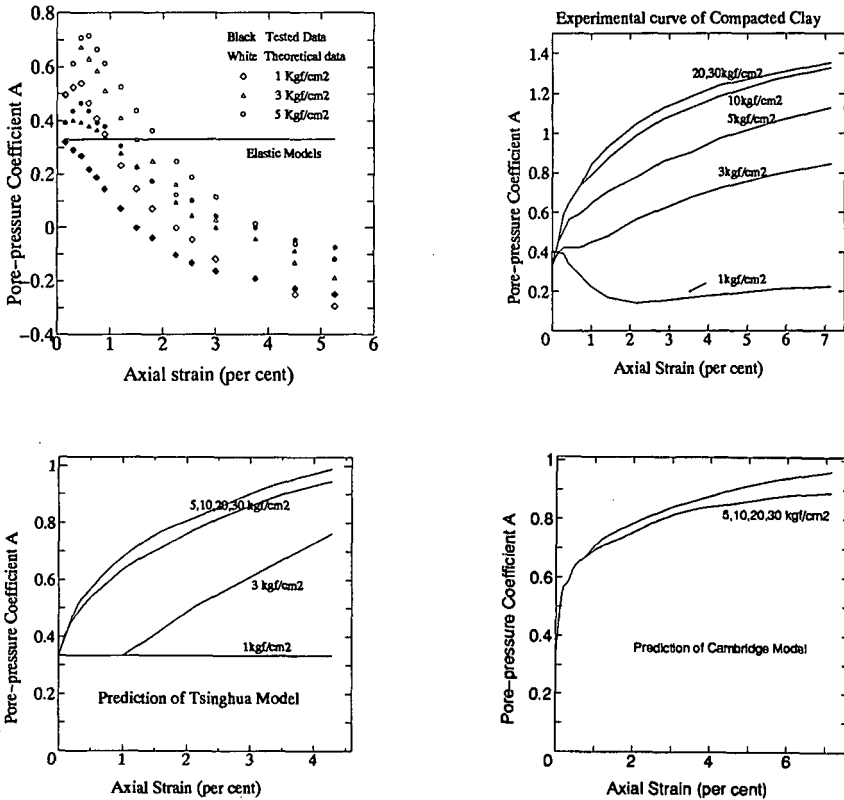 0.8
0.6
0.4
0.2
0
−0.2
−0.4
Pore−pressure Coefficient A
Black Tested Data
White Theoretical data
1 Kgf/cm2
3 Kgf/cm2
5 Kgf/cm2
Elastic Models
0 1 2 3 4 5 6
Axial strain (per cent)
Experimental curve of Compacted Clay
1.4
1.2
1.0
0.8
0.6
0.4
0.2
Pore−pressure Coefficient A
20,30kgf/cm2
10kgf/cm2
5kgf/cm2
3kgf/cm2
1kgf/cm2
0 1 2 3 4 5 6 7
Axial Strain (per cent)
1
0.8
0.6
0.4
0.2
Pore−pressure Coefficient A
5,10,20,30 kgf/cm2
3 kgf/cm2
1kgf/cm2
Prediction of Tsinghua Model
0 1 2 3 4
Axial Strain (per cent)
1
0.8
0.6
0.4
0.2
Pore−pressure Coefficient A
5,10,20,30 kgf/cm2
Prediction of Cambridge Model
0 2 4 6
Axial Strain (per cent)